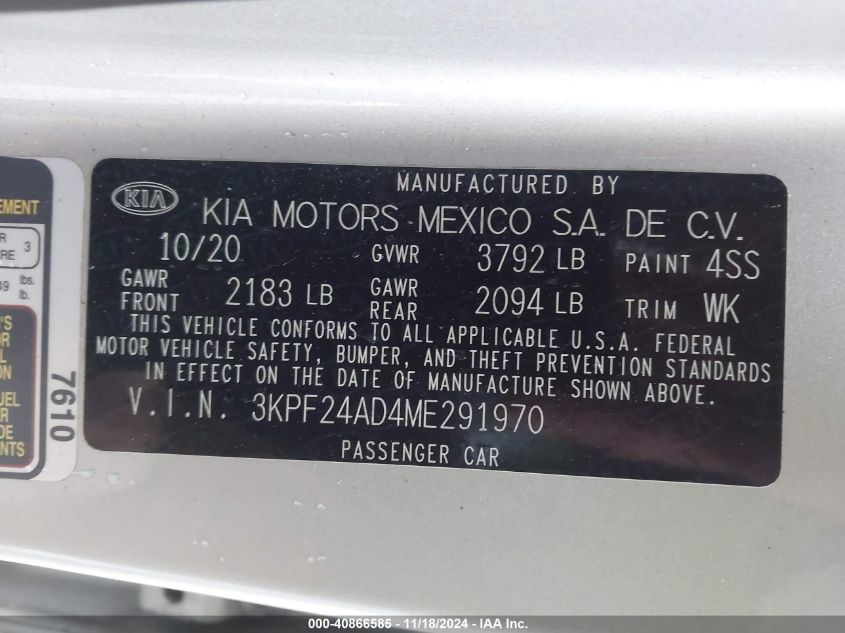 MANUFACTURED BY
KIA KIA MOTORS MEXICO S.A. DE C.V.
10/20 GVWR 3792 LB PAINT 4SS
GAWR FRONT 2183 LB GAWR REAR 2094 LB TRIM WK
THIS VEHICLE CONFORMS TO ALL APPLICABLE U.S.A. FEDERAL
MOTOR VEHICLE SAFETY, BUMPER, AND THEFT PREVENTION STANDARDS
IN EFFECT ON THE DATE OF MANUFACTURE SHOWN ABOVE.
V.I.N. 3KPF24AD4ME291970
PASSENGER CAR
3
lbs.
lb.
7610
000-40866585 - 11/18/2024 - IAA Inc.